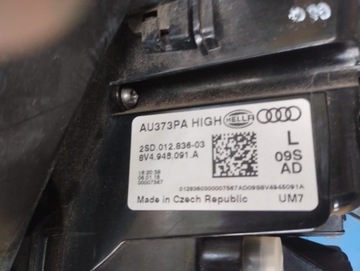 AU373PA HIGH HELLA
2SD.012.836-03
8V4.945.091.A
L
09S
AD
Made in Czech Republic
UM7